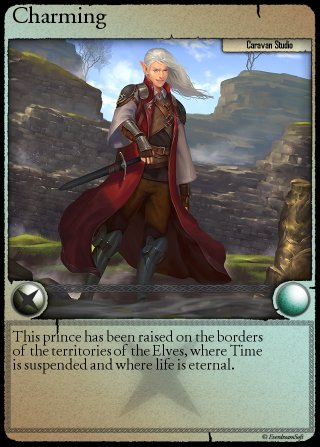 Charming
Caravan Studio
This prince has been raised on the borders
of the territories of the Elves, where Time
is suspended and where life is eternal.
© EverdreamSoft